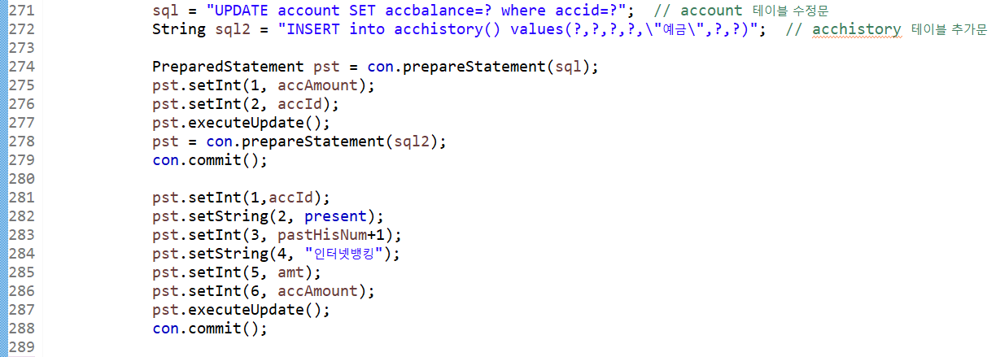 271 sql = "UPDATE account SET accbalance=? where accid=?";  // account 테이블 수정문
272 String sql2 = "INSERT into acchistory() values(?,?,?,?,\"예금\",?,?)";  // acchistory 테이블 추가문
273
274 PreparedStatement pst = con.prepareStatement(sql);
275 pst.setInt(1, accAmount);
276 pst.setInt(2, accId);
277 pst.executeUpdate();
278 pst = con.prepareStatement(sql2);
279 con.commit();
280
281 pst.setInt(1,accId);
282 pst.setString(2, present);
283 pst.setInt(3, pastHisNum+1);
284 pst.setString(4, "인터넷뱅킹");
285 pst.setInt(5, amt);
286 pst.setInt(6, accAmount);
287 pst.executeUpdate();
288 con.commit();
289